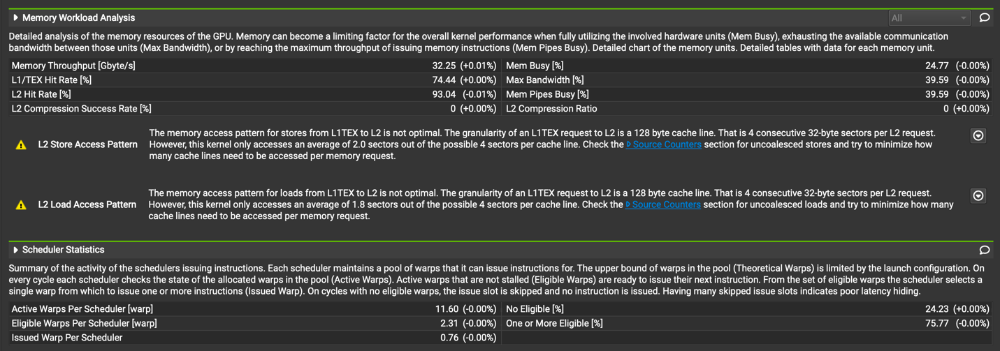 Memory Workload Analysis
All
Detailed analysis of the memory resources of the GPU. Memory can become a limiting factor for the overall kernel performance when fully utilizing the involved hardware units (Mem Busy), exhausting the available communication
bandwidth between those units (Max Bandwidth), or by reaching the maximum throughput of issuing memory instructions (Mem Pipes Busy). Detailed chart of the memory units. Detailed tables with data for each memory unit.
Memory Throughput [Gbyte/s] 32.25 (+0.01%) Mem Busy [%] 24.77 (-0.00%)
L1/TEX Hit Rate [%] 74.44 (+0.00%) Max Bandwidth [%] 39.59 (-0.00%)
L2 Hit Rate [%] 93.04 (-0.01%) Mem Pipes Busy [%] 39.59 (-0.00%)
L2 Compression Success Rate [%] 0 (+0.00%) L2 Compression Ratio 0 (+0.00%)
L2 Store Access Pattern
The memory access pattern for stores from L1TEX to L2 is not optimal. The granularity of an L1TEX request to L2 is a 128 byte cache line. That is 4 consecutive 32-byte sectors per L2 request.
However, this kernel only accesses an average of 2.0 sectors out of the possible 4 sectors per cache line. Check the Source Counters section for uncoalesced stores and try to minimize how
many cache lines need to be accessed per memory request.
L2 Load Access Pattern
The memory access pattern for loads from L1TEX to L2 is not optimal. The granularity of an L1TEX request to L2 is a 128 byte cache line. That is 4 consecutive 32-byte sectors per L2 request.
However, this kernel only accesses an average of 1.8 sectors out of the possible 4 sectors per cache line. Check the Source Counters section for uncoalesced loads and try to minimize how many
cache lines need to be accessed per memory request.
Scheduler Statistics
Summary of the activity of the schedulers issuing instructions. Each scheduler maintains a pool of warps that it can issue instructions for. The upper bound of warps in the pool (Theoretical Warps) is limited by the launch configuration. On
every cycle each scheduler checks the state of the allocated warps in the pool (Active Warps). Active warps that are not stalled (Eligible Warps) are ready to issue their next instruction. From the set of eligible warps the scheduler selects a
single warp from which to issue one or more instructions (Issued Warp). On cycles with no eligible warps, the issue slot is skipped and no instruction is issued. Having many skipped issue slots indicates poor latency hiding.
Active Warps Per Scheduler [warp] 11.60 (-0.00%) No Eligible [%] 24.23 (+0.00%)
Eligible Warps Per Scheduler [warp] 2.31 (-0.00%) One or More Eligible [%] 75.77 (-0.00%)
Issued Warp Per Scheduler 0.76 (-0.00%)